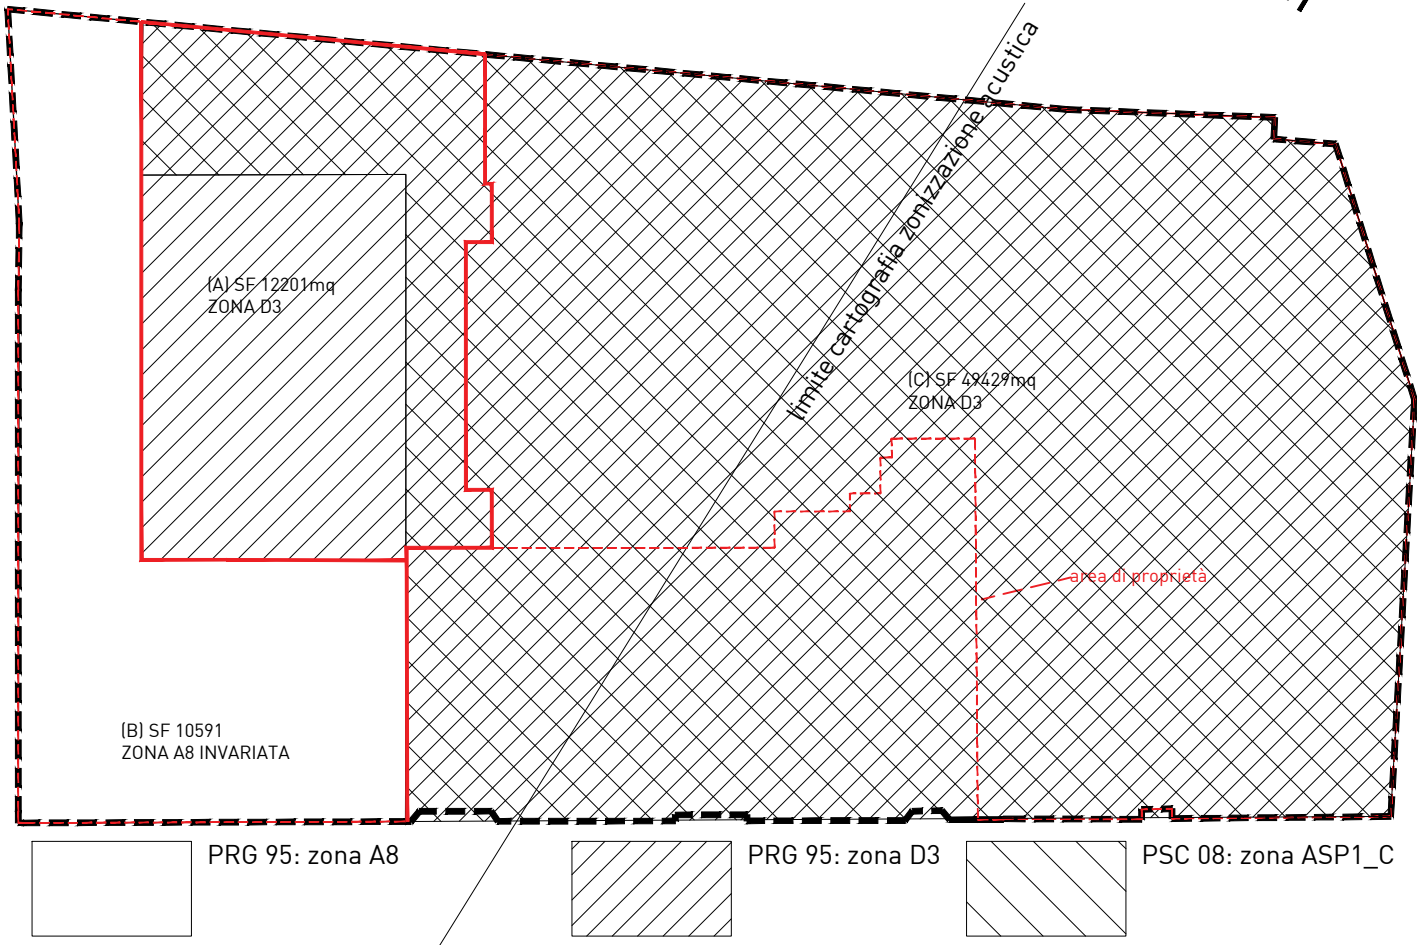 limite cartografia zonizzazione acustica
(A) SF 12201mq
ZONA D3
(C) SF 49429mq
ZONA D3
area di proprietà
(B) SF 10591
ZONA A8 INVARIATA
PRG 95: zona A8
PRG 95: zona D3
PSC 08: zona ASP1_C